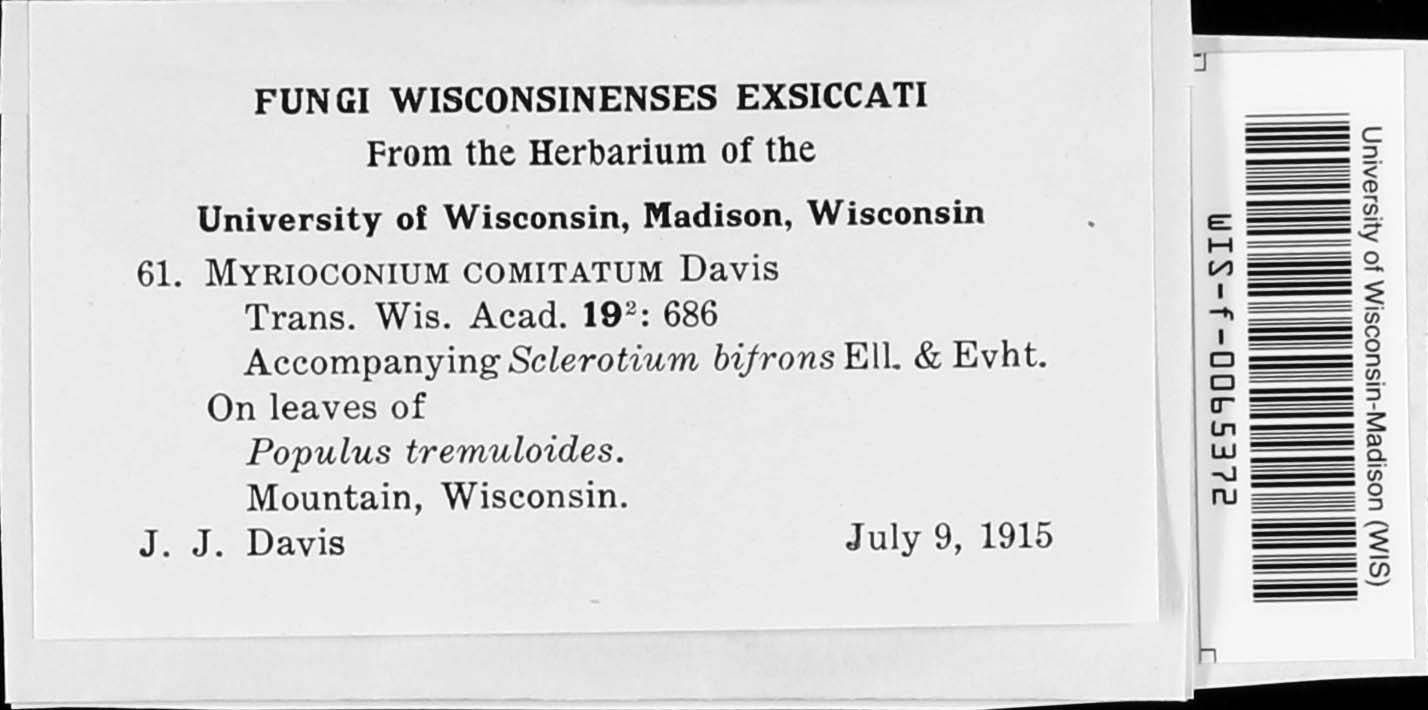 FUNGI WISCONSINENSES EXSICCATI
From the Herbarium of the
University of Wisconsin, Madison, Wisconsin
61. MYRIOCONIUM COMITATUM Davis
Trans. Wis. Acad. 19²: 686
Accompanying Sclerotium bifrons Ell. & Evht.
On leaves of
Populus tremuloides.
Mountain, Wisconsin.
J. J. Davis July 9, 1915
WIS-f-0065372
University of Wisconsin-Madison (WIS)